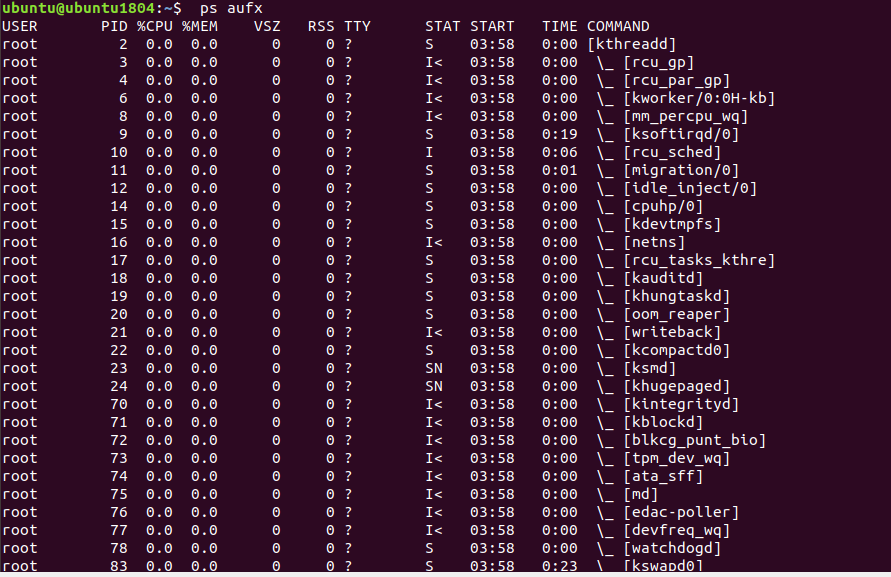 ubuntu@ubuntu1804:~$  ps aufx
USER       PID %CPU %MEM    VSZ   RSS TTY      STAT START   TIME COMMAND
root         2  0.0  0.0      0     0 ?        S    03:58   0:00 [kthreadd]
root         3  0.0  0.0      0     0 ?        I<   03:58   0:00  \_ [rcu_gp]
root         4  0.0  0.0      0     0 ?        I<   03:58   0:00  \_ [rcu_par_gp]
root         6  0.0  0.0      0     0 ?        I<   03:58   0:00  \_ [kworker/0:0H-kb]
root         8  0.0  0.0      0     0 ?        I<   03:58   0:00  \_ [mm_percpu_wq]
root         9  0.0  0.0      0     0 ?        S    03:58   0:19  \_ [ksoftirqd/0]
root        10  0.0  0.0      0     0 ?        I    03:58   0:06  \_ [rcu_sched]
root        11  0.0  0.0      0     0 ?        S    03:58   0:01  \_ [migration/0]
root        12  0.0  0.0      0     0 ?        S    03:58   0:00  \_ [idle_inject/0]
root        14  0.0  0.0      0     0 ?        S    03:58   0:00  \_ [cpuhp/0]
root        15  0.0  0.0      0     0 ?        S    03:58   0:00  \_ [kdevtmpfs]
root        16  0.0  0.0      0     0 ?        I<   03:58   0:00  \_ [netns]
root        17  0.0  0.0      0     0 ?        S    03:58   0:00  \_ [rcu_tasks_kthre]
root        18  0.0  0.0      0     0 ?        S    03:58   0:00  \_ [kauditd]
root        19  0.0  0.0      0     0 ?        S    03:58   0:00  \_ [khungtaskd]
root        20  0.0  0.0      0     0 ?        S    03:58   0:00  \_ [oom_reaper]
root        21  0.0  0.0      0     0 ?        I<   03:58   0:00  \_ [writeback]
root        22  0.0  0.0      0     0 ?        S    03:58   0:00  \_ [kcompactd0]
root        23  0.0  0.0      0     0 ?        SN   03:58   0:00  \_ [ksmd]
root        24  0.0  0.0      0     0 ?        SN   03:58   0:00  \_ [khugepaged]
root        70  0.0  0.0      0     0 ?        I<   03:58   0:00  \_ [kintegrityd]
root        71  0.0  0.0      0     0 ?        I<   03:58   0:00  \_ [kblockd]
root        72  0.0  0.0      0     0 ?        I<   03:58   0:00  \_ [blkcg_punt_bio]
root        73  0.0  0.0      0     0 ?        I<   03:58   0:00  \_ [tpm_dev_wq]
root        74  0.0  0.0      0     0 ?        I<   03:58   0:00  \_ [ata_sff]
root        75  0.0  0.0      0     0 ?        I<   03:58   0:00  \_ [md]
root        76  0.0  0.0      0     0 ?        I<   03:58   0:00  \_ [edac-poller]
root        77  0.0  0.0      0     0 ?        I<   03:58   0:00  \_ [devfreq_wq]
root        78  0.0  0.0      0     0 ?        S    03:58   0:00  \_ [watchdogd]
root        83  0.0  0.0      0     0 ?        S    03:58   0:23  \_ [kswapd0]